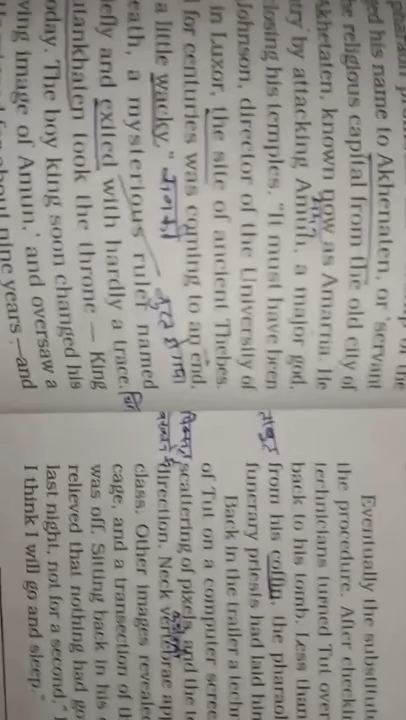 ed his name to Akhenaten, or 'servant
he religious capital from the old city of
Akhetaten, known now as Amarna. He
try by attacking Amun, a major god,
losing his temples. "It must have been
Johnson, director of the University of
in Luxor, the site of ancient Thebes.
for centuries was coming to an end.
a little wacky."
eath, a mysterious ruler named
iefly and exited with hardly a trace.
utankhaten took the throne — King
oday. The boy king soon changed his
ving image of Amun,' and oversaw a
about nine years—and
Eventually the substitut
the procedure. After checki
technicians turned Tut over
back to his tomb. Less than
ताबूत
from his coffin, the pharaol
funerary priests had laid him
Back in the trailer a techn
of Tut on a computer scree
scattering of pixels, and the t
direction. Neck vertebrae app
class. Other images revealed
cage, and a transection of th
was off. Sitting back in his
relieved that nothing had go
last night, not for a second,"
I think I will go and sleep."